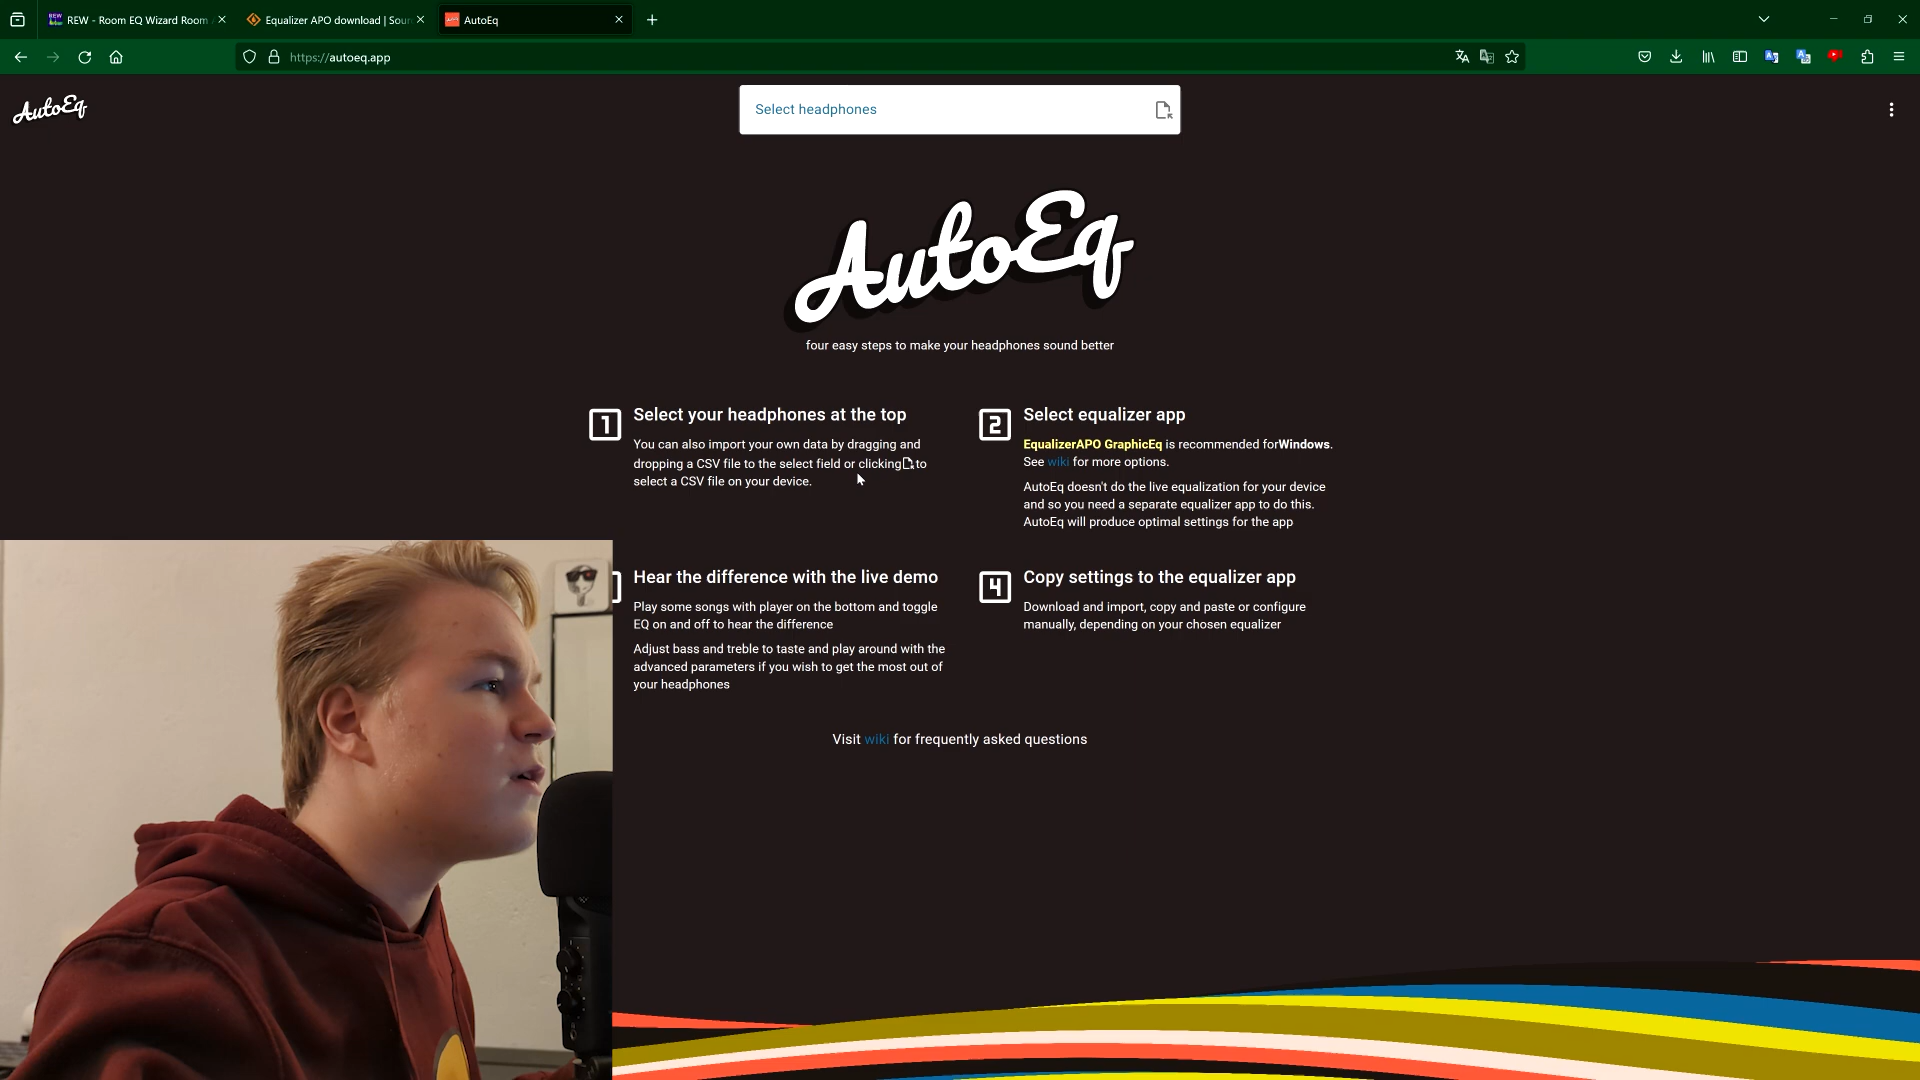 REW - Room EQ Wizard Room
Equalizer APO download | Sour
AutoEq
https://autoeq.app
AutoEq
Select headphones
AutoEq
four easy steps to make your headphones sound better
1
Select your headphones at the top
You can also import your own data by dragging and
dropping a CSV file to the select field or clicking to
select a CSV file on your device.
2
Select equalizer app
EqualizerAPO GraphicEq is recommended forWindows.
See wiki for more options.
AutoEq doesn't do the live equalization for your device
and so you need a separate equalizer app to do this.
AutoEq will produce optimal settings for the app
Hear the difference with the live demo
Play some songs with player on the bottom and toggle
EQ on and off to hear the difference
Adjust bass and treble to taste and play around with the
advanced parameters if you wish to get the most out of
your headphones
4
Copy settings to the equalizer app
Download and import, copy and paste or configure
manually, depending on your chosen equalizer
Visit wiki for frequently asked questions